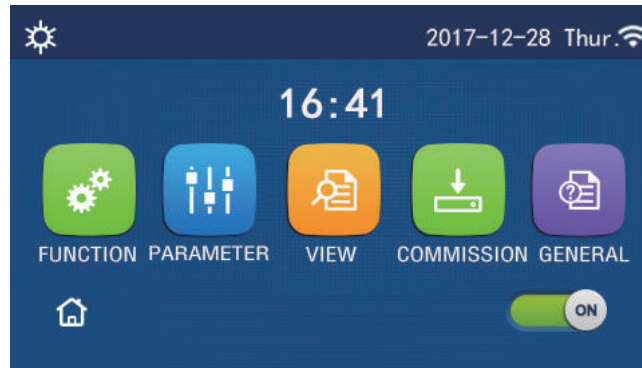 2017-12-28 Thur.
16:41
FUNCTION PARAMETER VIEW COMMISSION GENERAL
ON